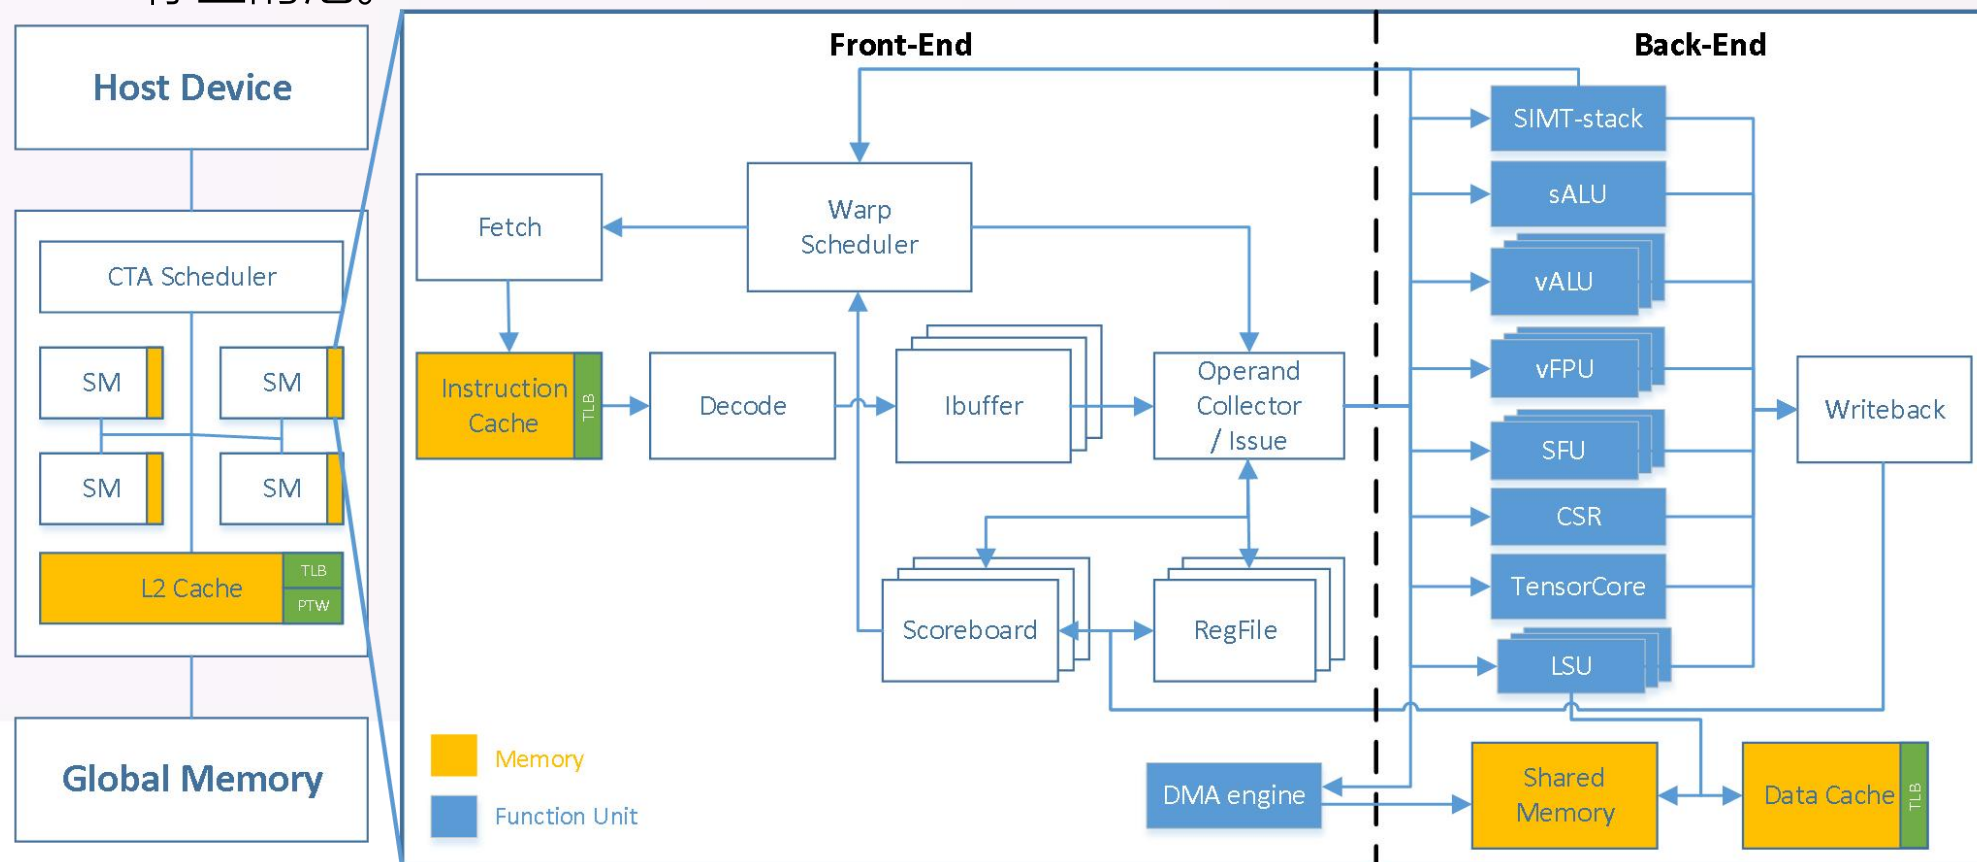 Host Device
CTA Scheduler
SM
SM
SM
SM
L2 Cache
TLB
PTW
Global Memory
Front-End
Back-End
Fetch
Warp
Scheduler
Instruction
Cache
TLB
Decode
Ibuffer
Operand
Collector
/ Issue
Scoreboard
RegFile
SIMT-stack
sALU
vALU
vFPU
SFU
CSR
TensorCore
LSU
Writeback
Memory
Function Unit
DMA engine
Shared
Memory
Data Cache
TLB